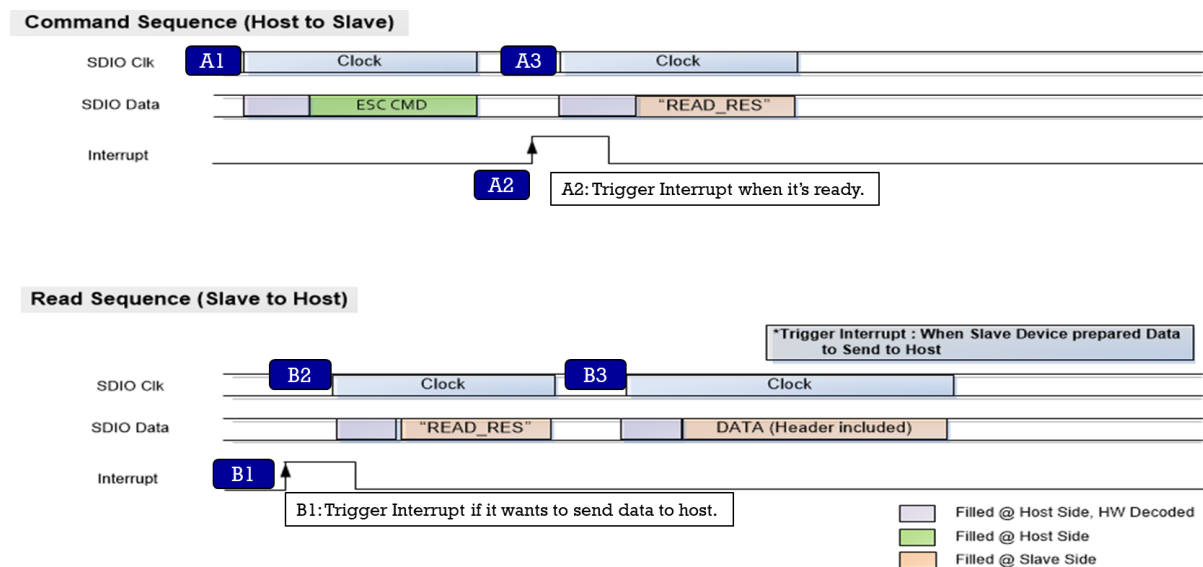 Command Sequence (Host to Slave)
SDIO Clk
A1
Clock
A3
Clock
SDIO Data
ESC CMD
"READ_RES"
Interrupt
A2
A2: Trigger Interrupt when it's ready.
Read Sequence (Slave to Host)
*Trigger Interrupt : When Slave Device prepared Data
to Send to Host
SDIO Clk
B2
Clock
B3
Clock
SDIO Data
"READ_RES"
DATA (Header included)
Interrupt
B1
B1: Trigger Interrupt if it wants to send data to host.
Filled @ Host Side, HW Decoded
Filled @ Host Side
Filled @ Slave Side